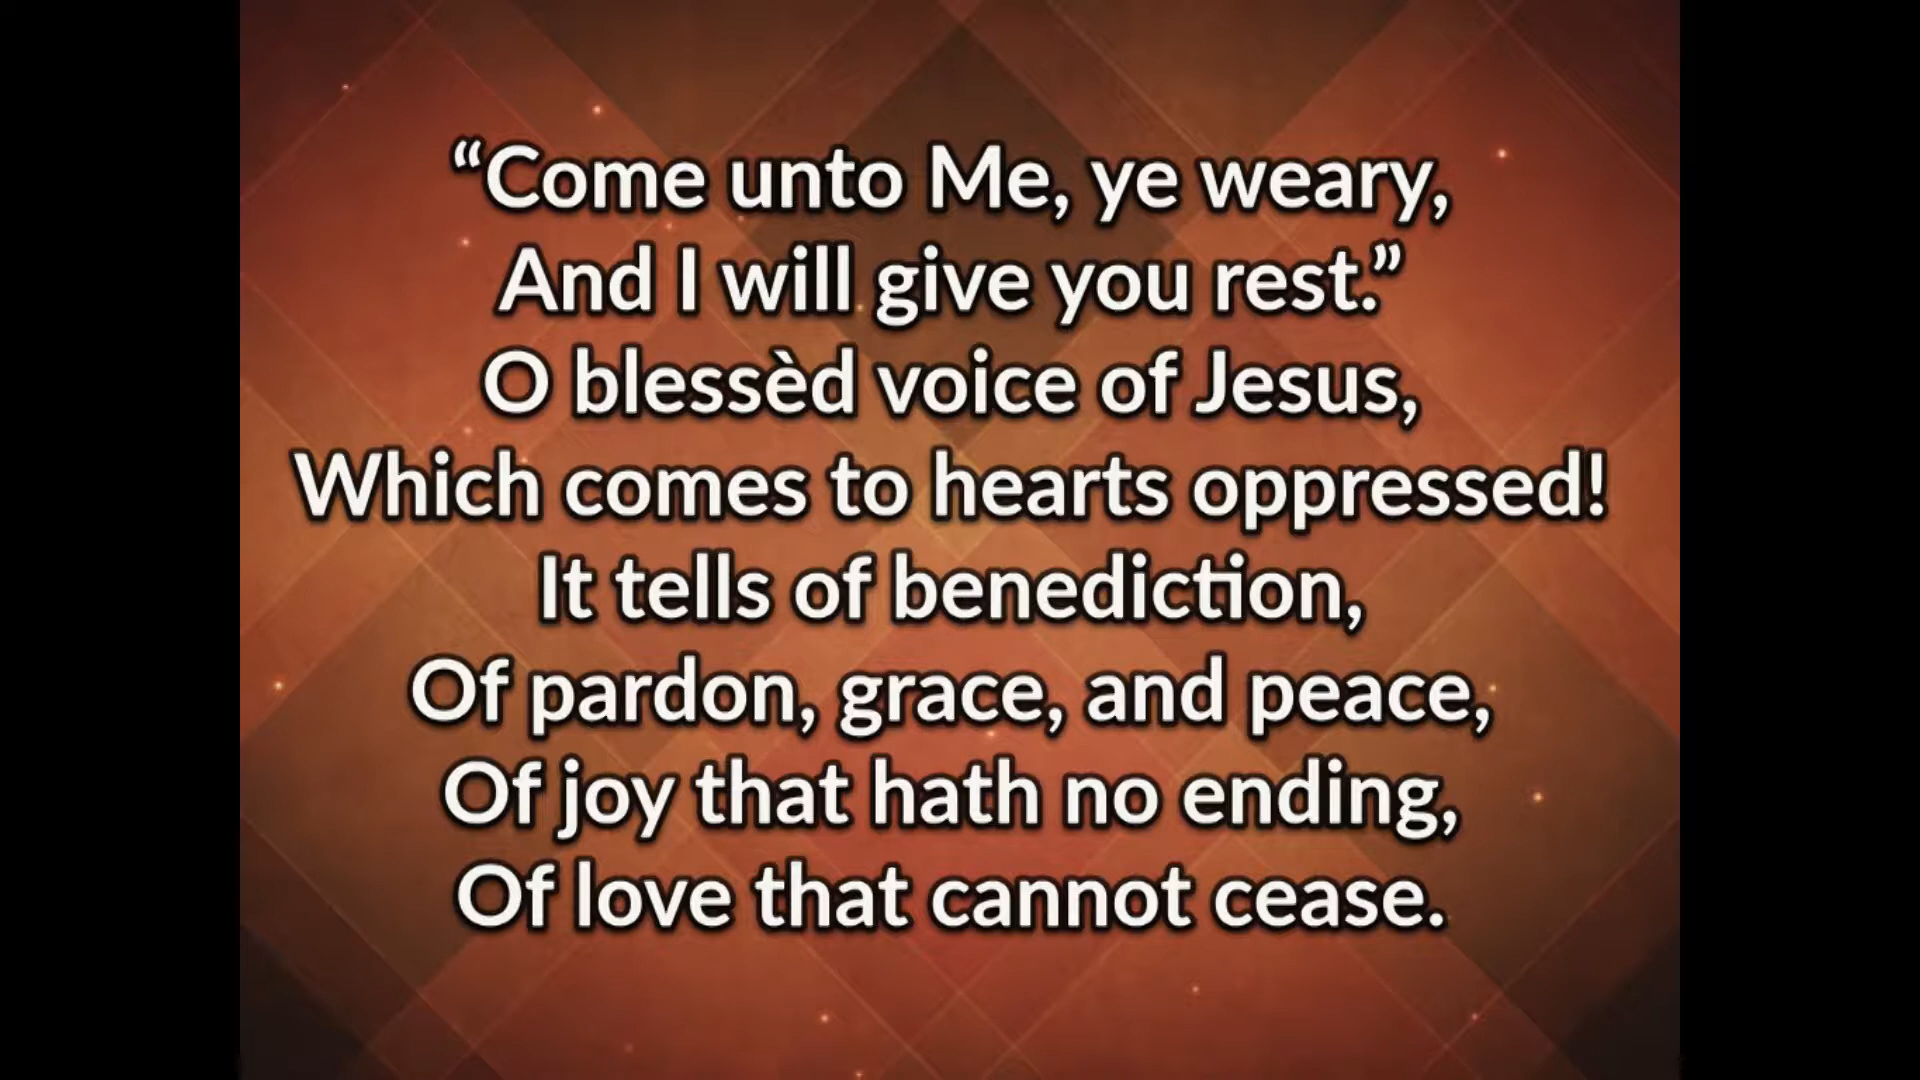 “Come unto Me, ye weary,
And I will give you rest.”
O blessèd voice of Jesus,
Which comes to hearts oppressed!
It tells of benediction,
Of pardon, grace, and peace,
Of joy that hath no ending,
Of love that cannot cease.